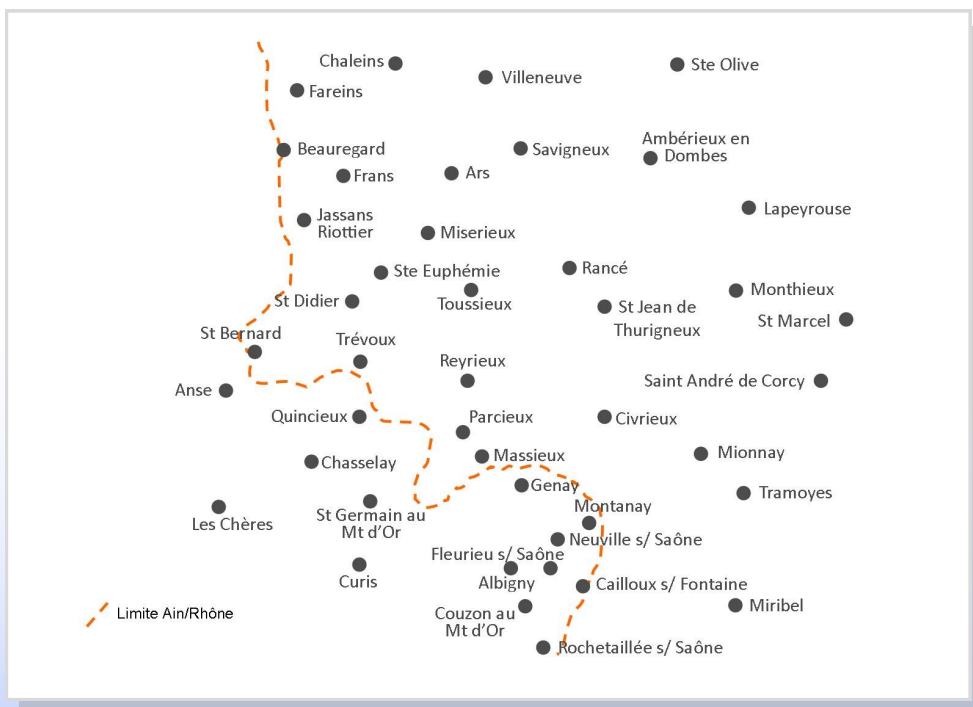 Chaleins
Villeneuve
Ste Olive
Fareins
Beauregard
Savigneux
Ambérieux en
Dombes
Frans
Ars
Lapeyrouse
Jassans
Riottier
Miserieux
Ste Euphémie
Rancé
St Didier
Toussieux
St Jean de
Thurigneux
Monthieux
St Marcel
St Bernard
Trévoux
Reyrieux
Saint André de Corcy
Anse
Quincieux
Parcieux
Civrieux
Chasselay
Massieux
Mionnay
Genay
Tramoyes
Les Chères
St Germain au
Mt d’Or
Montanay
Neuville s/ Saône
Fleurieu s/ Saône
Curis
Albigny
Cailloux s/ Fontaine
Limite Ain/Rhône
Couzon au
Mt d’Or
Miribel
Rochetaillée s/ Saône